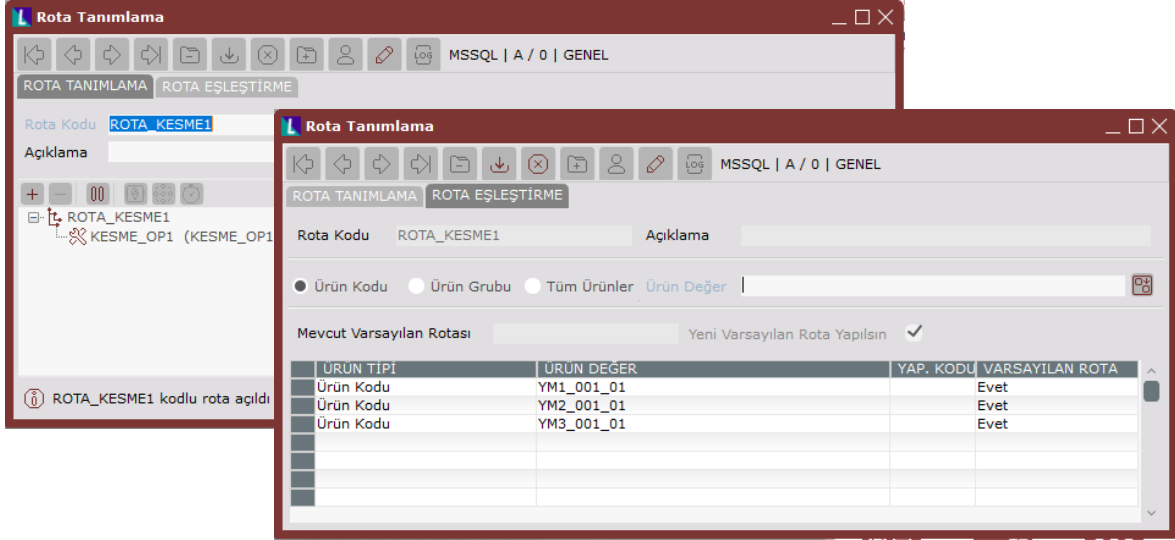 Rota Tanımlama
LOG
MSSQL | A / 0 | GENEL
ROTA TANIMLAMA ROTA EŞLEŞTİRME
Rota Kodu ROTA_KESME1
Açıklama
ROTA_KESME1
KESME_OP1 (KESME_OP1
ROTA_KESME1 kodlu rota açıldı
Rota Tanımlama
LOG
MSSQL | A / 0 | GENEL
ROTA TANIMLAMA ROTA EŞLEŞTİRME
Rota Kodu ROTA_KESME1 Açıklama
Ürün Kodu Ürün Grubu Tüm Ürünler Ürün Değer
Mevcut Varsayılan Rotası Yeni Varsayılan Rota Yapılsın
ÜRÜN TİPİ ÜRÜN DEĞER YAP. KODU VARSAYILAN ROTA
Ürün Kodu YM1_001_01 Evet
Ürün Kodu YM2_001_01 Evet
Ürün Kodu YM3_001_01 Evet